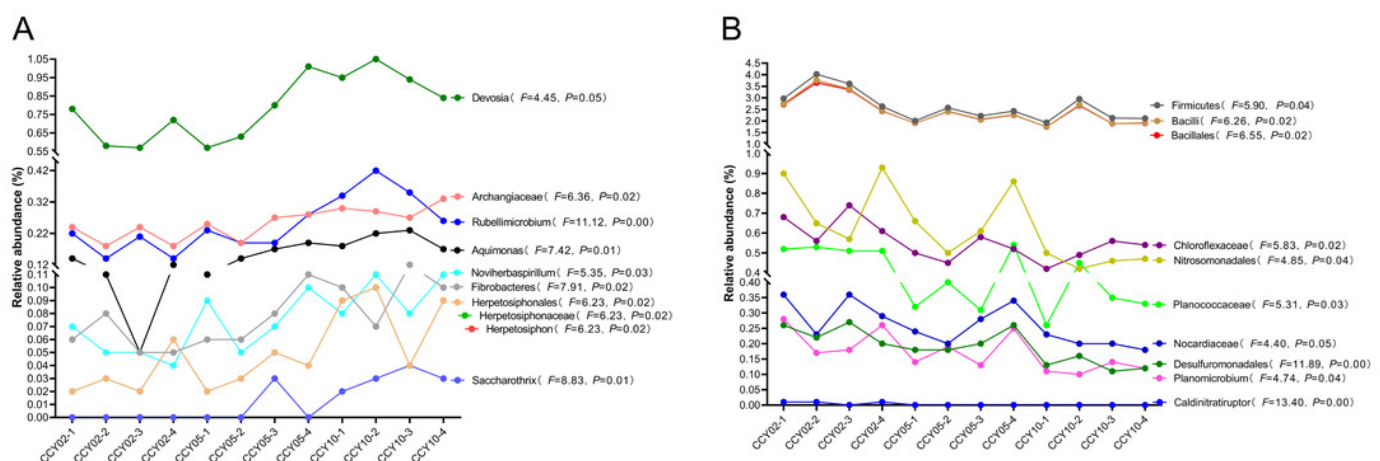 A
B
Relative abundance (%)
1.05
0.95
0.85
0.75
0.65
0.55
0.42
0.32
0.22
0.12
0.11
0.10
0.09
0.08
0.07
0.06
0.05
0.04
0.03
0.02
0.01
0.01
0.00
Devosia( F=4.45, P=0.05)
Archangiaceae( F=6.36, P=0.02)
Rubellimicrobium( F=11.12, P=0.00)
Aquimonas( F=7.42, P=0.01)
Noviherbaspirillum( F=5.35, P=0.03)
Fibrobacteres( F=7.91, P=0.02)
Herpetosiphonales( F=6.23, P=0.02)
Herpetosiphonaceae( F=6.23, P=0.02)
Herpetosiphon( F=6.23, P=0.02)
Saccharothrix( F=8.83, P=0.01)
CCY02-1
CCY02-2
CCY02-3
CCY02-4
CCY05-1
CCY05-2
CCY05-3
CCY05-4
CCY10-1
CCY10-2
CCY10-3
CCY10-4
Relative abundance (%)
4.5
4.0
3.5
3.0
2.5
2.0
1.5
1.0
1.0
0.9
0.8
0.7
0.6
0.5
0.4
0.40
0.35
0.30
0.25
0.20
0.15
0.10
0.05
0.00
Firmicutes( F=5.90, P=0.04)
Bacilli( F=6.26, P=0.02)
Bacillales( F=6.55, P=0.02)
Chloroflexaceae( F=5.83, P=0.02)
Nitrosomonadales( F=4.85, P=0.04)
Planococcaceae( F=5.31, P=0.03)
Nocardiaceae( F=4.40, P=0.05)
Desulfuromonadales( F=11.89, P=0.00)
Planomicrobium( F=4.74, P=0.04)
Caldinitratiruptor( F=13.40, P=0.00)
CCY02-1
CCY02-2
CCY02-3
CCY02-4
CCY05-1
CCY05-2
CCY05-3
CCY05-4
CCY10-1
CCY10-2
CCY10-3
CCY10-4